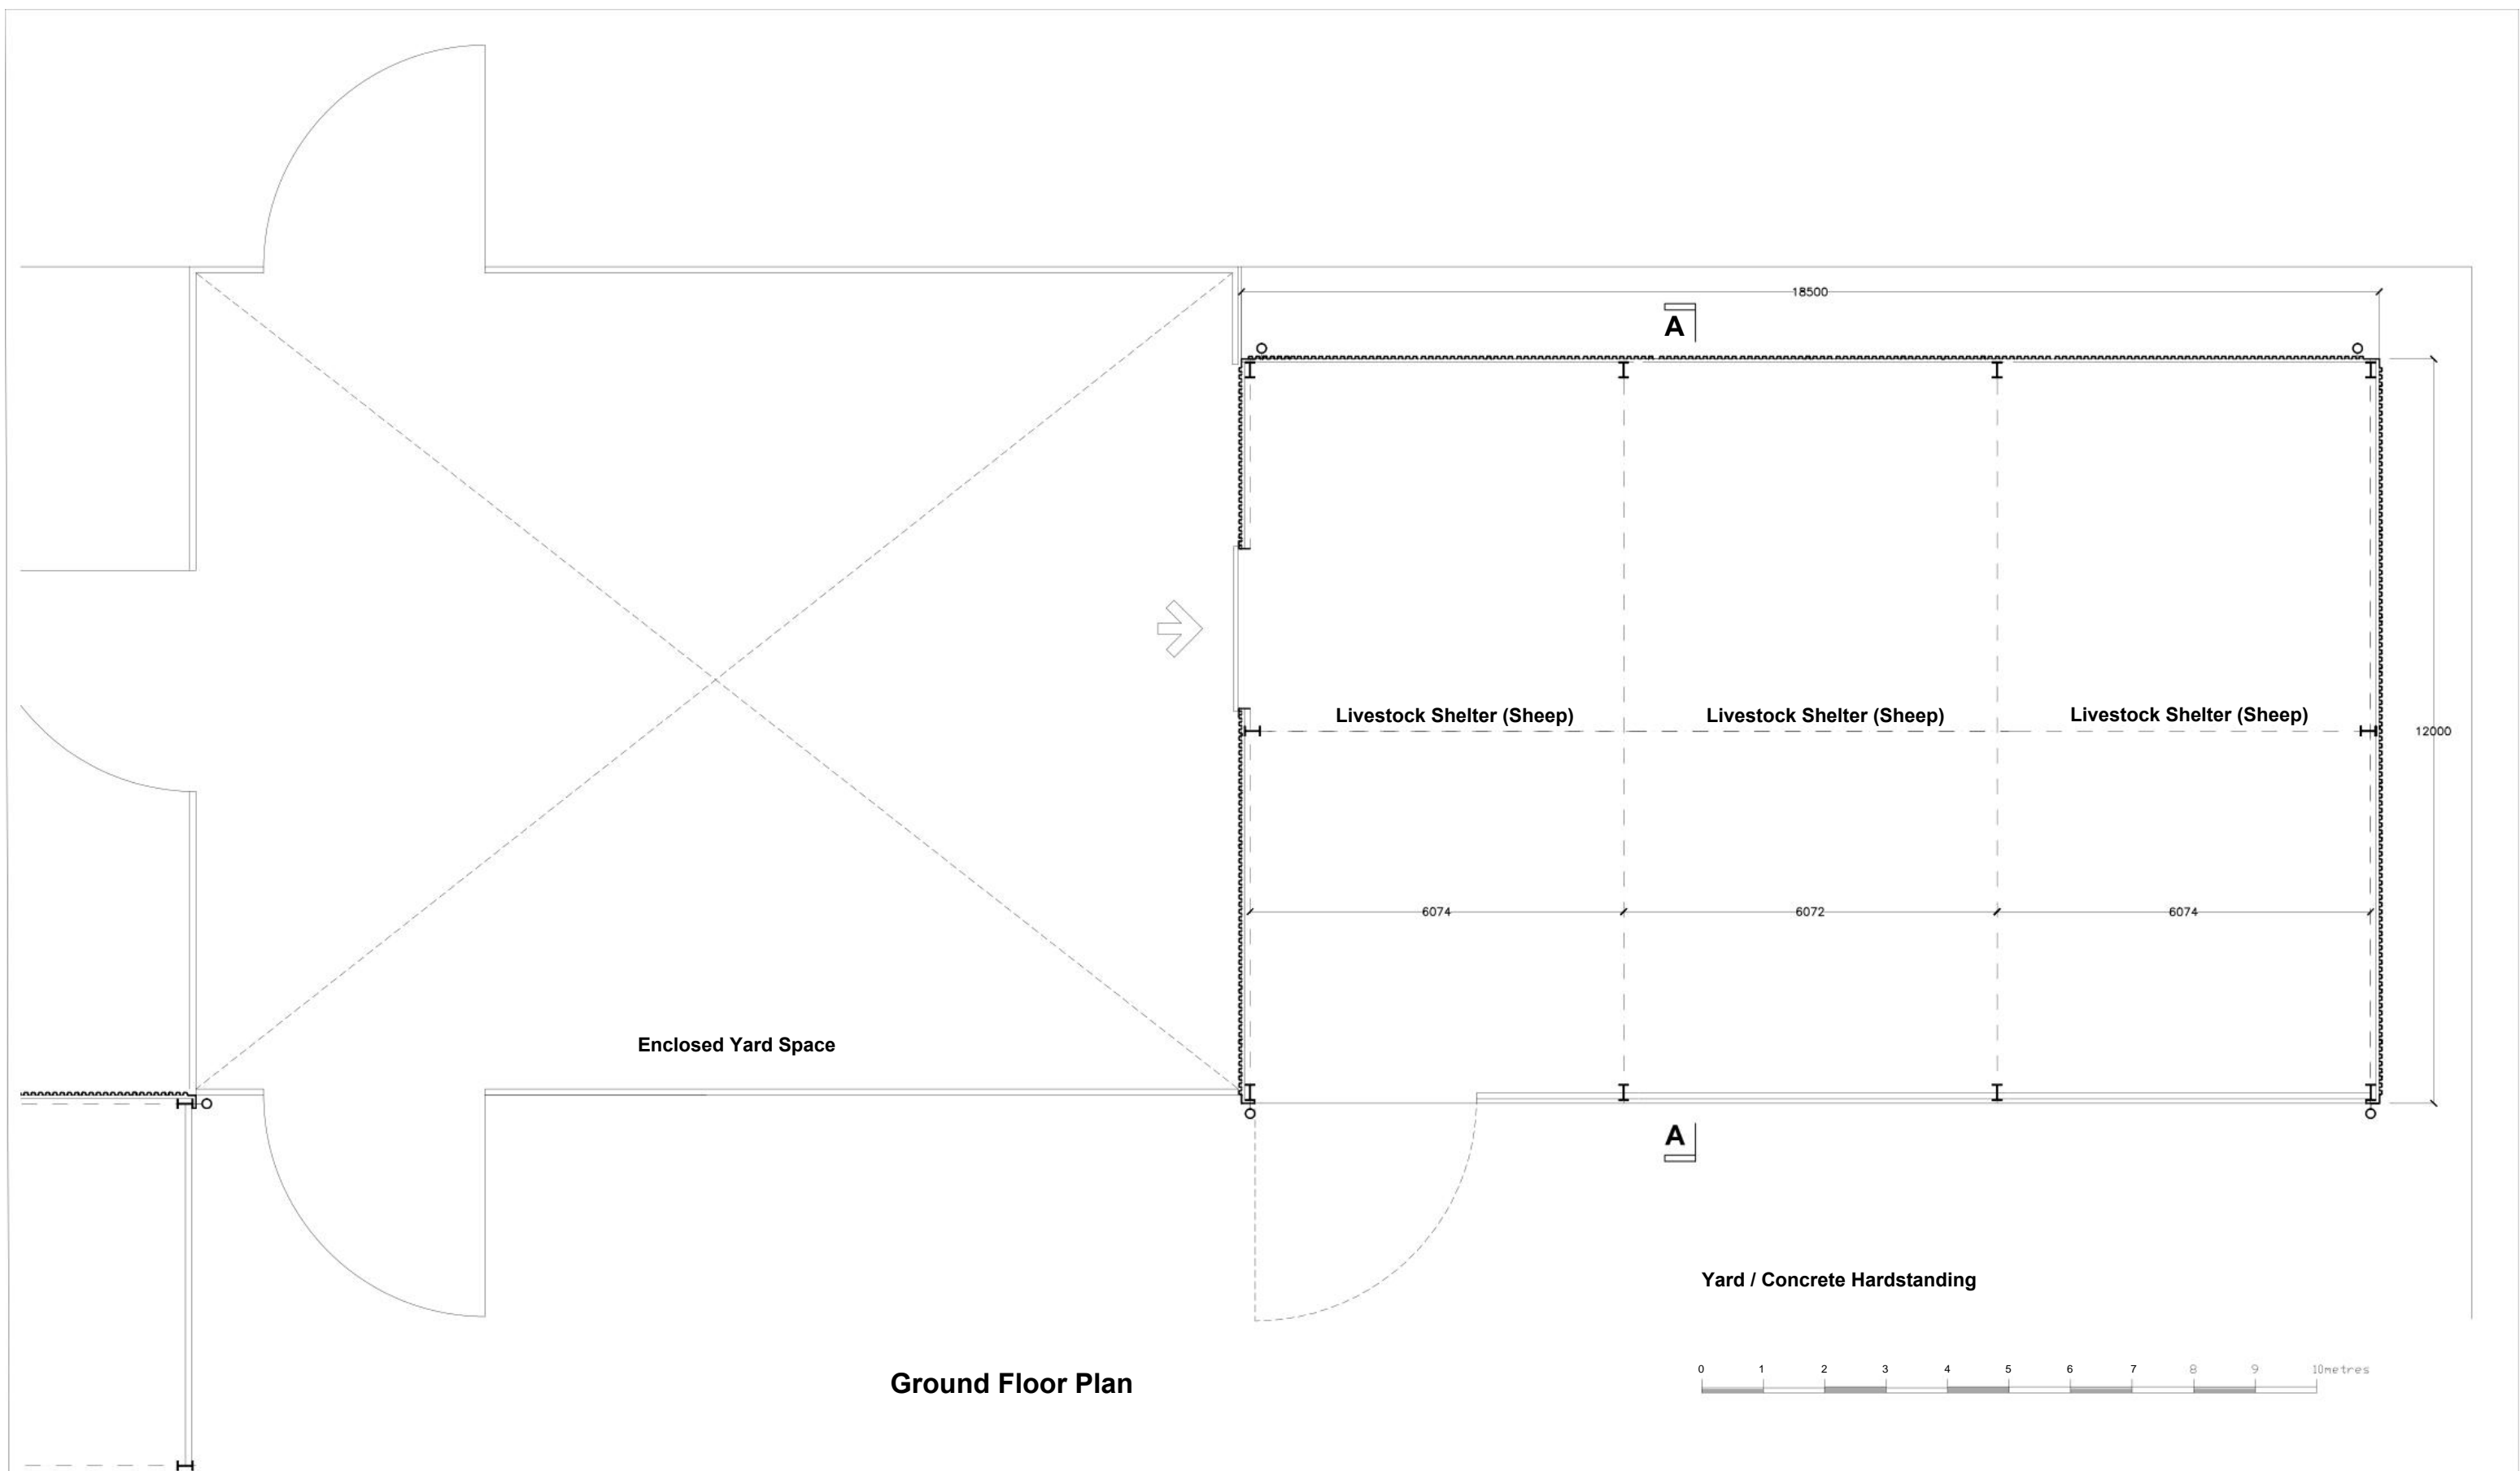 18500
A
Livestock Shelter (Sheep)
Livestock Shelter (Sheep)
Livestock Shelter (Sheep)
12000
6074
6072
6074
Enclosed Yard Space
A
Yard / Concrete Hardstanding
Ground Floor Plan
0 1 2 3 4 5 6 7 8 9 10metres